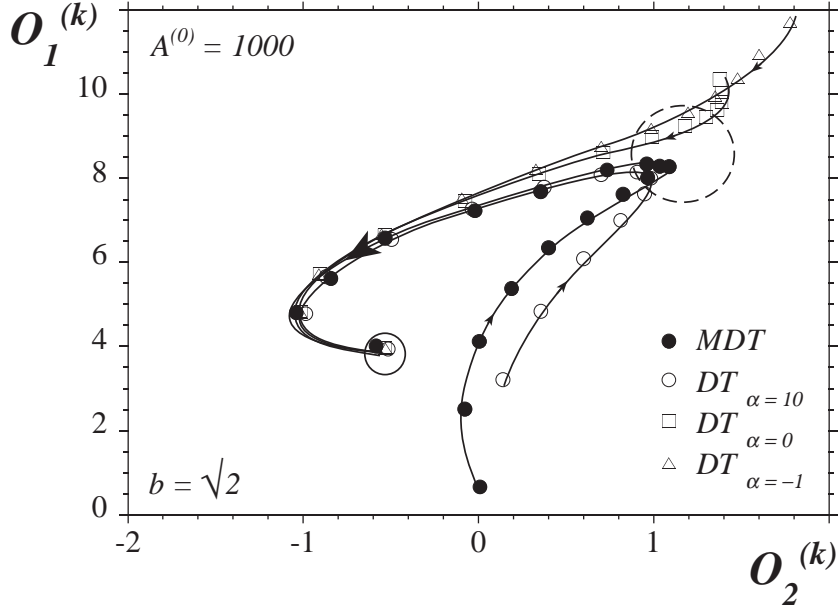 O₁⁽ᵏ⁾
A⁽⁰⁾ = 1000
10
8
6
4
2
0
b = √2
MDT
DT α = 10
DT α = 0
DT α = −1
-2
-1
0
1
O₂⁽ᵏ⁾